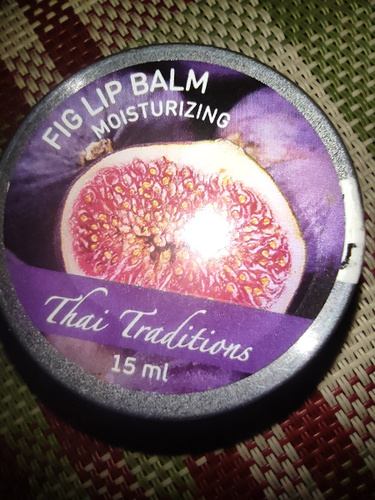 FIG LIP BALM
MOISTURIZING
Thai Traditions
15 ml